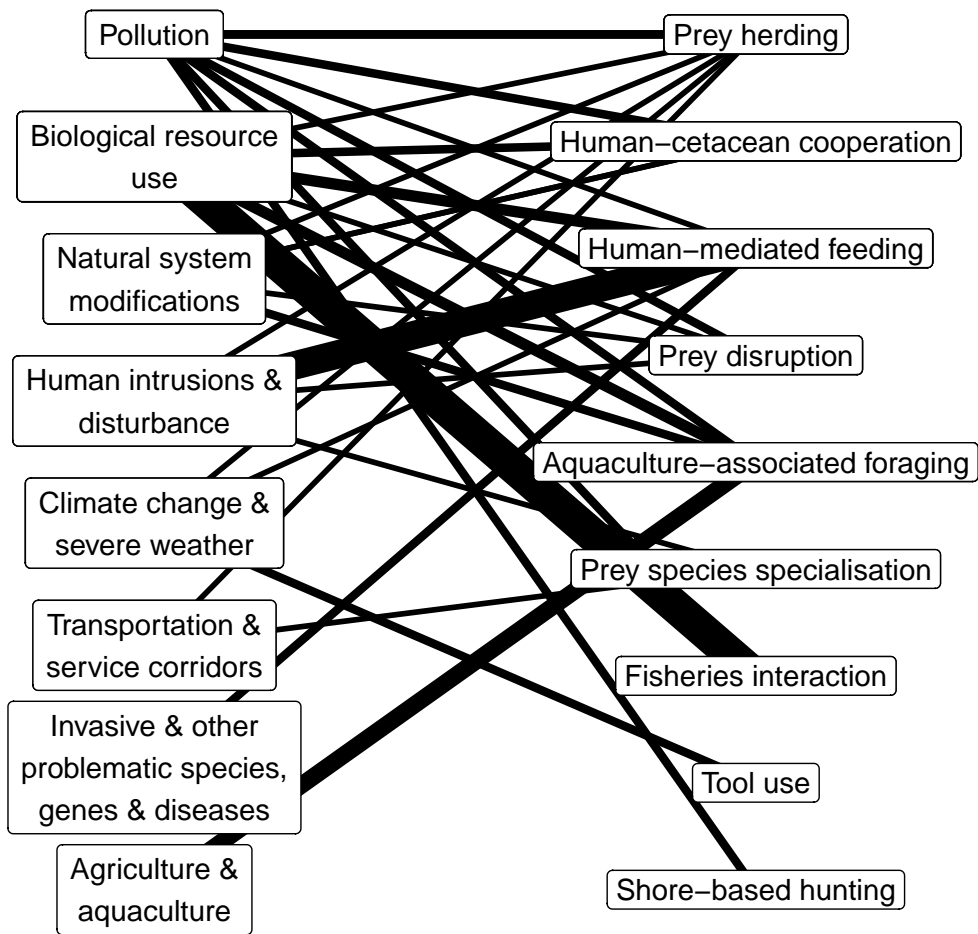 Pollution
Biological resource
use
Natural system
modifications
Human intrusions &
disturbance
Climate change &
severe weather
Transportation &
service corridors
Invasive & other
problematic species,
genes & diseases
Agriculture &
aquaculture
Prey herding
Human−cetacean cooperation
Human−mediated feeding
Prey disruption
Aquaculture−associated foraging
Prey species specialisation
Fisheries interaction
Tool use
Shore−based hunting